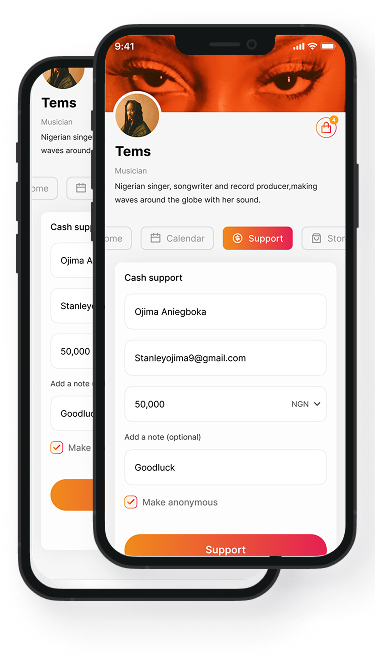 9:41
4
Tems
Musician
Nigerian singer, songwriter and record producer,making
waves around the globe with her sound.
ome
Calendar
Support
Stor
Cash support
Ojima Aniegboka
Stanleyojima9@gmail.com
50,000
NGN
Add a note (optional)
Goodluck
Make anonymous
Support
Tems
Musician
Nigerian singe
waves around
ome
Cash supp
Ojima A
Stanleyo
50,000
Add a note (
Goodluc
Make